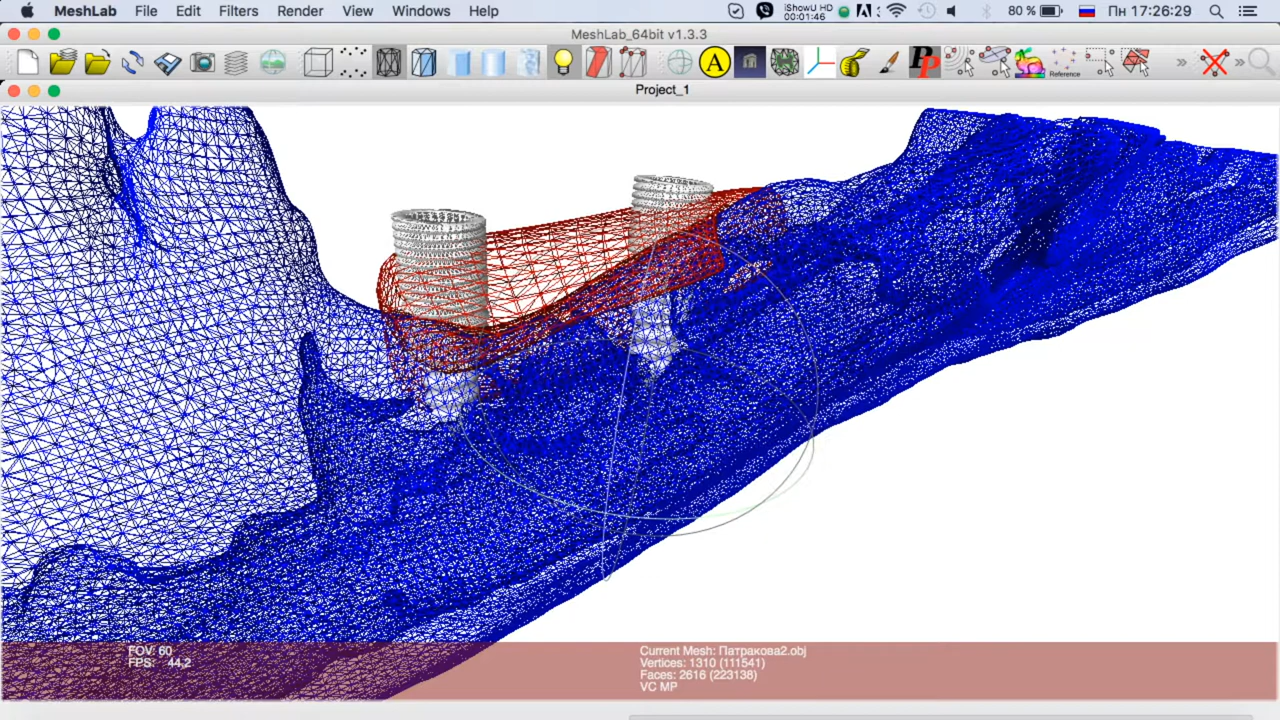 MeshLab File Edit Filters Render View Windows Help
iShowU HD
00:01:46
80 % Пн 17:26:29
MeshLab_64bit v1.3.3
A
PP
Reference
Project_1
FOV: 60
FPS: 44,2
Current Mesh: Патракова2.obj
Vertices: 1310 (111541)
Faces: 2616 (223138)
VC MP